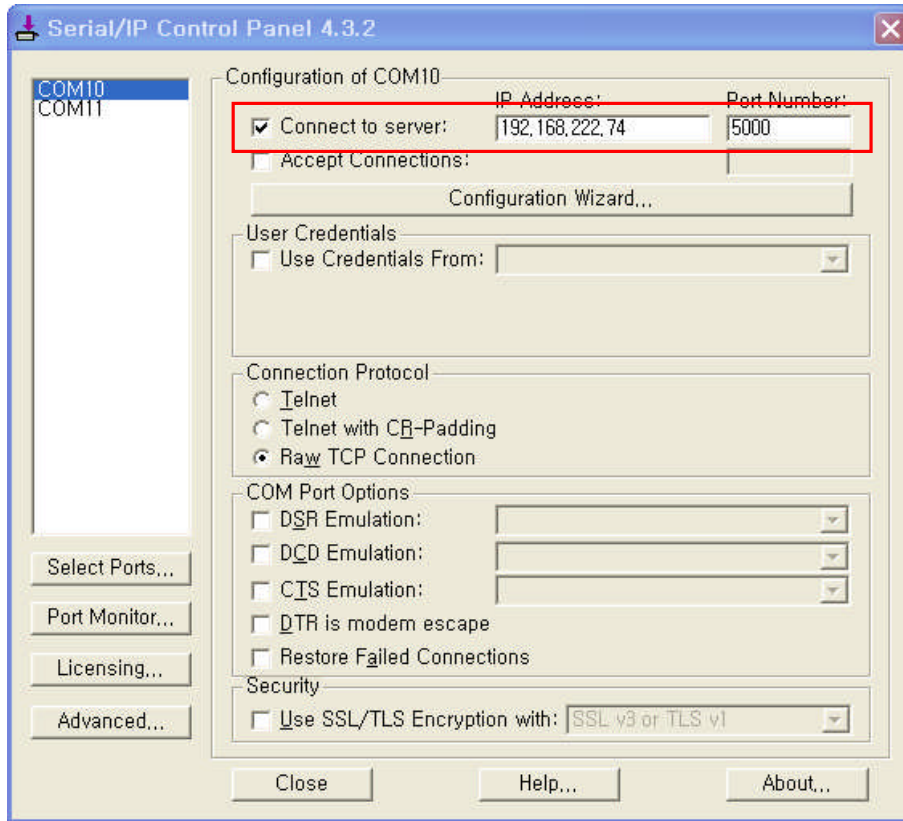 Serial/IP Control Panel 4.3.2
COM10
COM11
Configuration of COM10
IP Address: Port Number:
Connect to server: 192,168,222,74 5000
Accept Connections:
Configuration Wizard,,,
User Credentials
Use Credentials From:
Connection Protocol
Telnet
Telnet with CR-Padding
Raw TCP Connection
COM Port Options
DSR Emulation:
DCD Emulation:
CTS Emulation:
DTR is modem escape
Restore Failed Connections
Security
Use SSL/TLS Encryption with: SSL v3 or TLS v1
Select Ports,,,
Port Monitor,,,
Licensing,,,
Advanced,,,
Close Help,,, About,,,